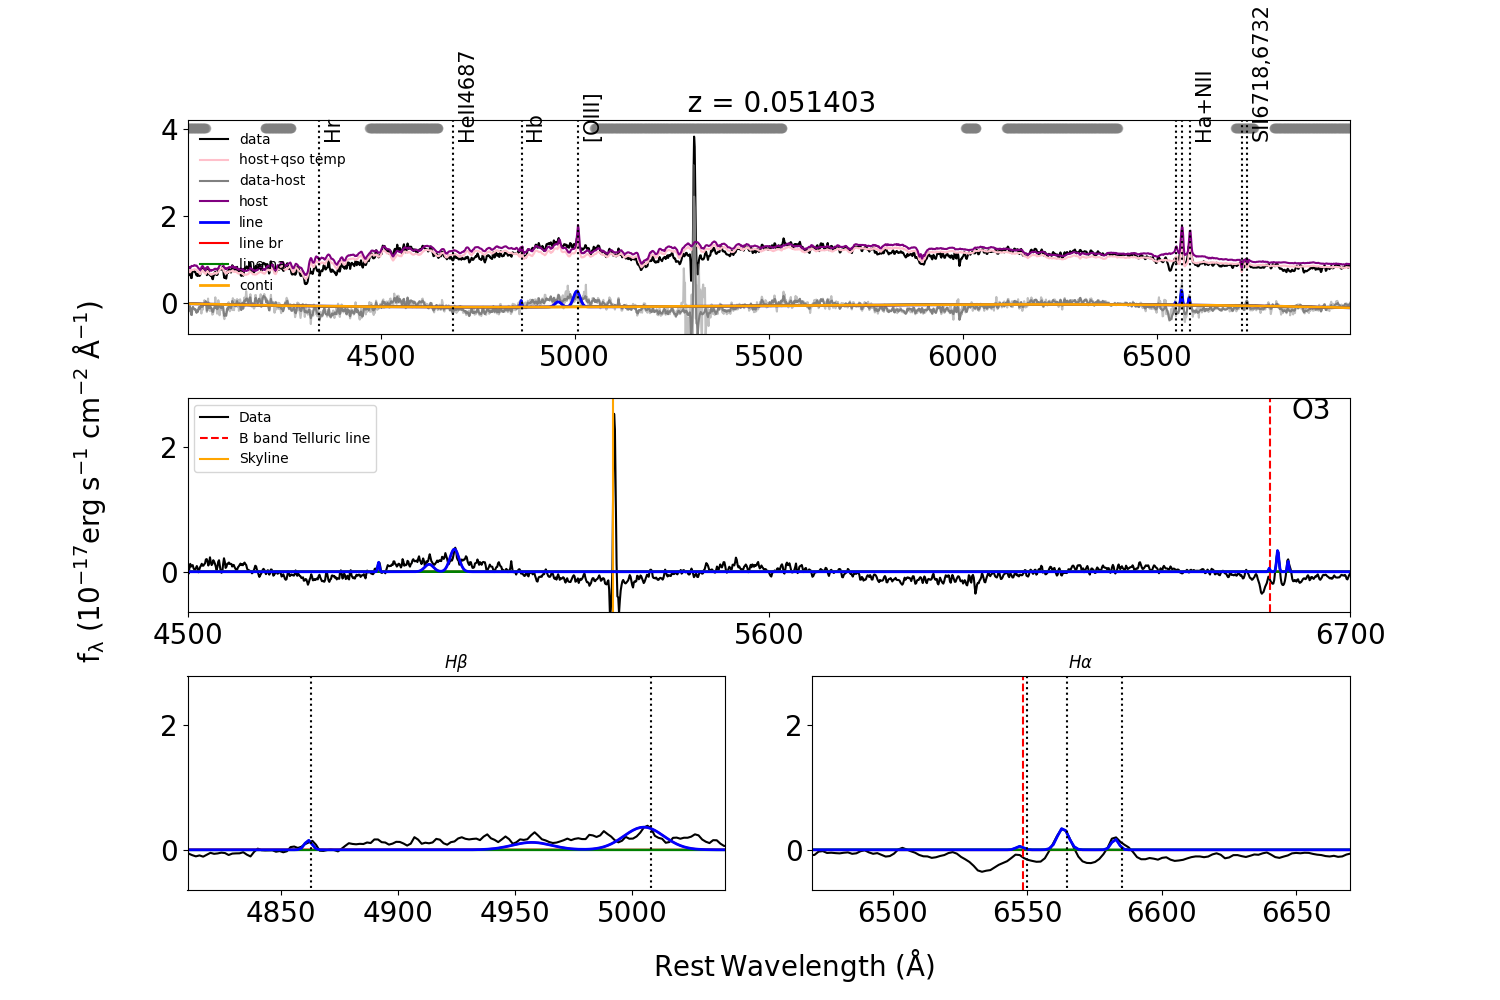 z = 0.051403
Hr
HeII4687
Hb
[OIII]
Ha+NII
SII6718,6732
4
2
0
data
host+qso temp
data-host
host
line
line br
line na
conti
4500
5000
5500
6000
6500
fλ (10⁻¹⁷erg s⁻¹ cm⁻² Å⁻¹)
2
0
Data
B band Telluric line
Skyline
O3
4500
5600
6700
Hβ
2
0
4850
4900
4950
5000
Hα
2
0
6500
6550
6600
6650
Rest Wavelength (Å)